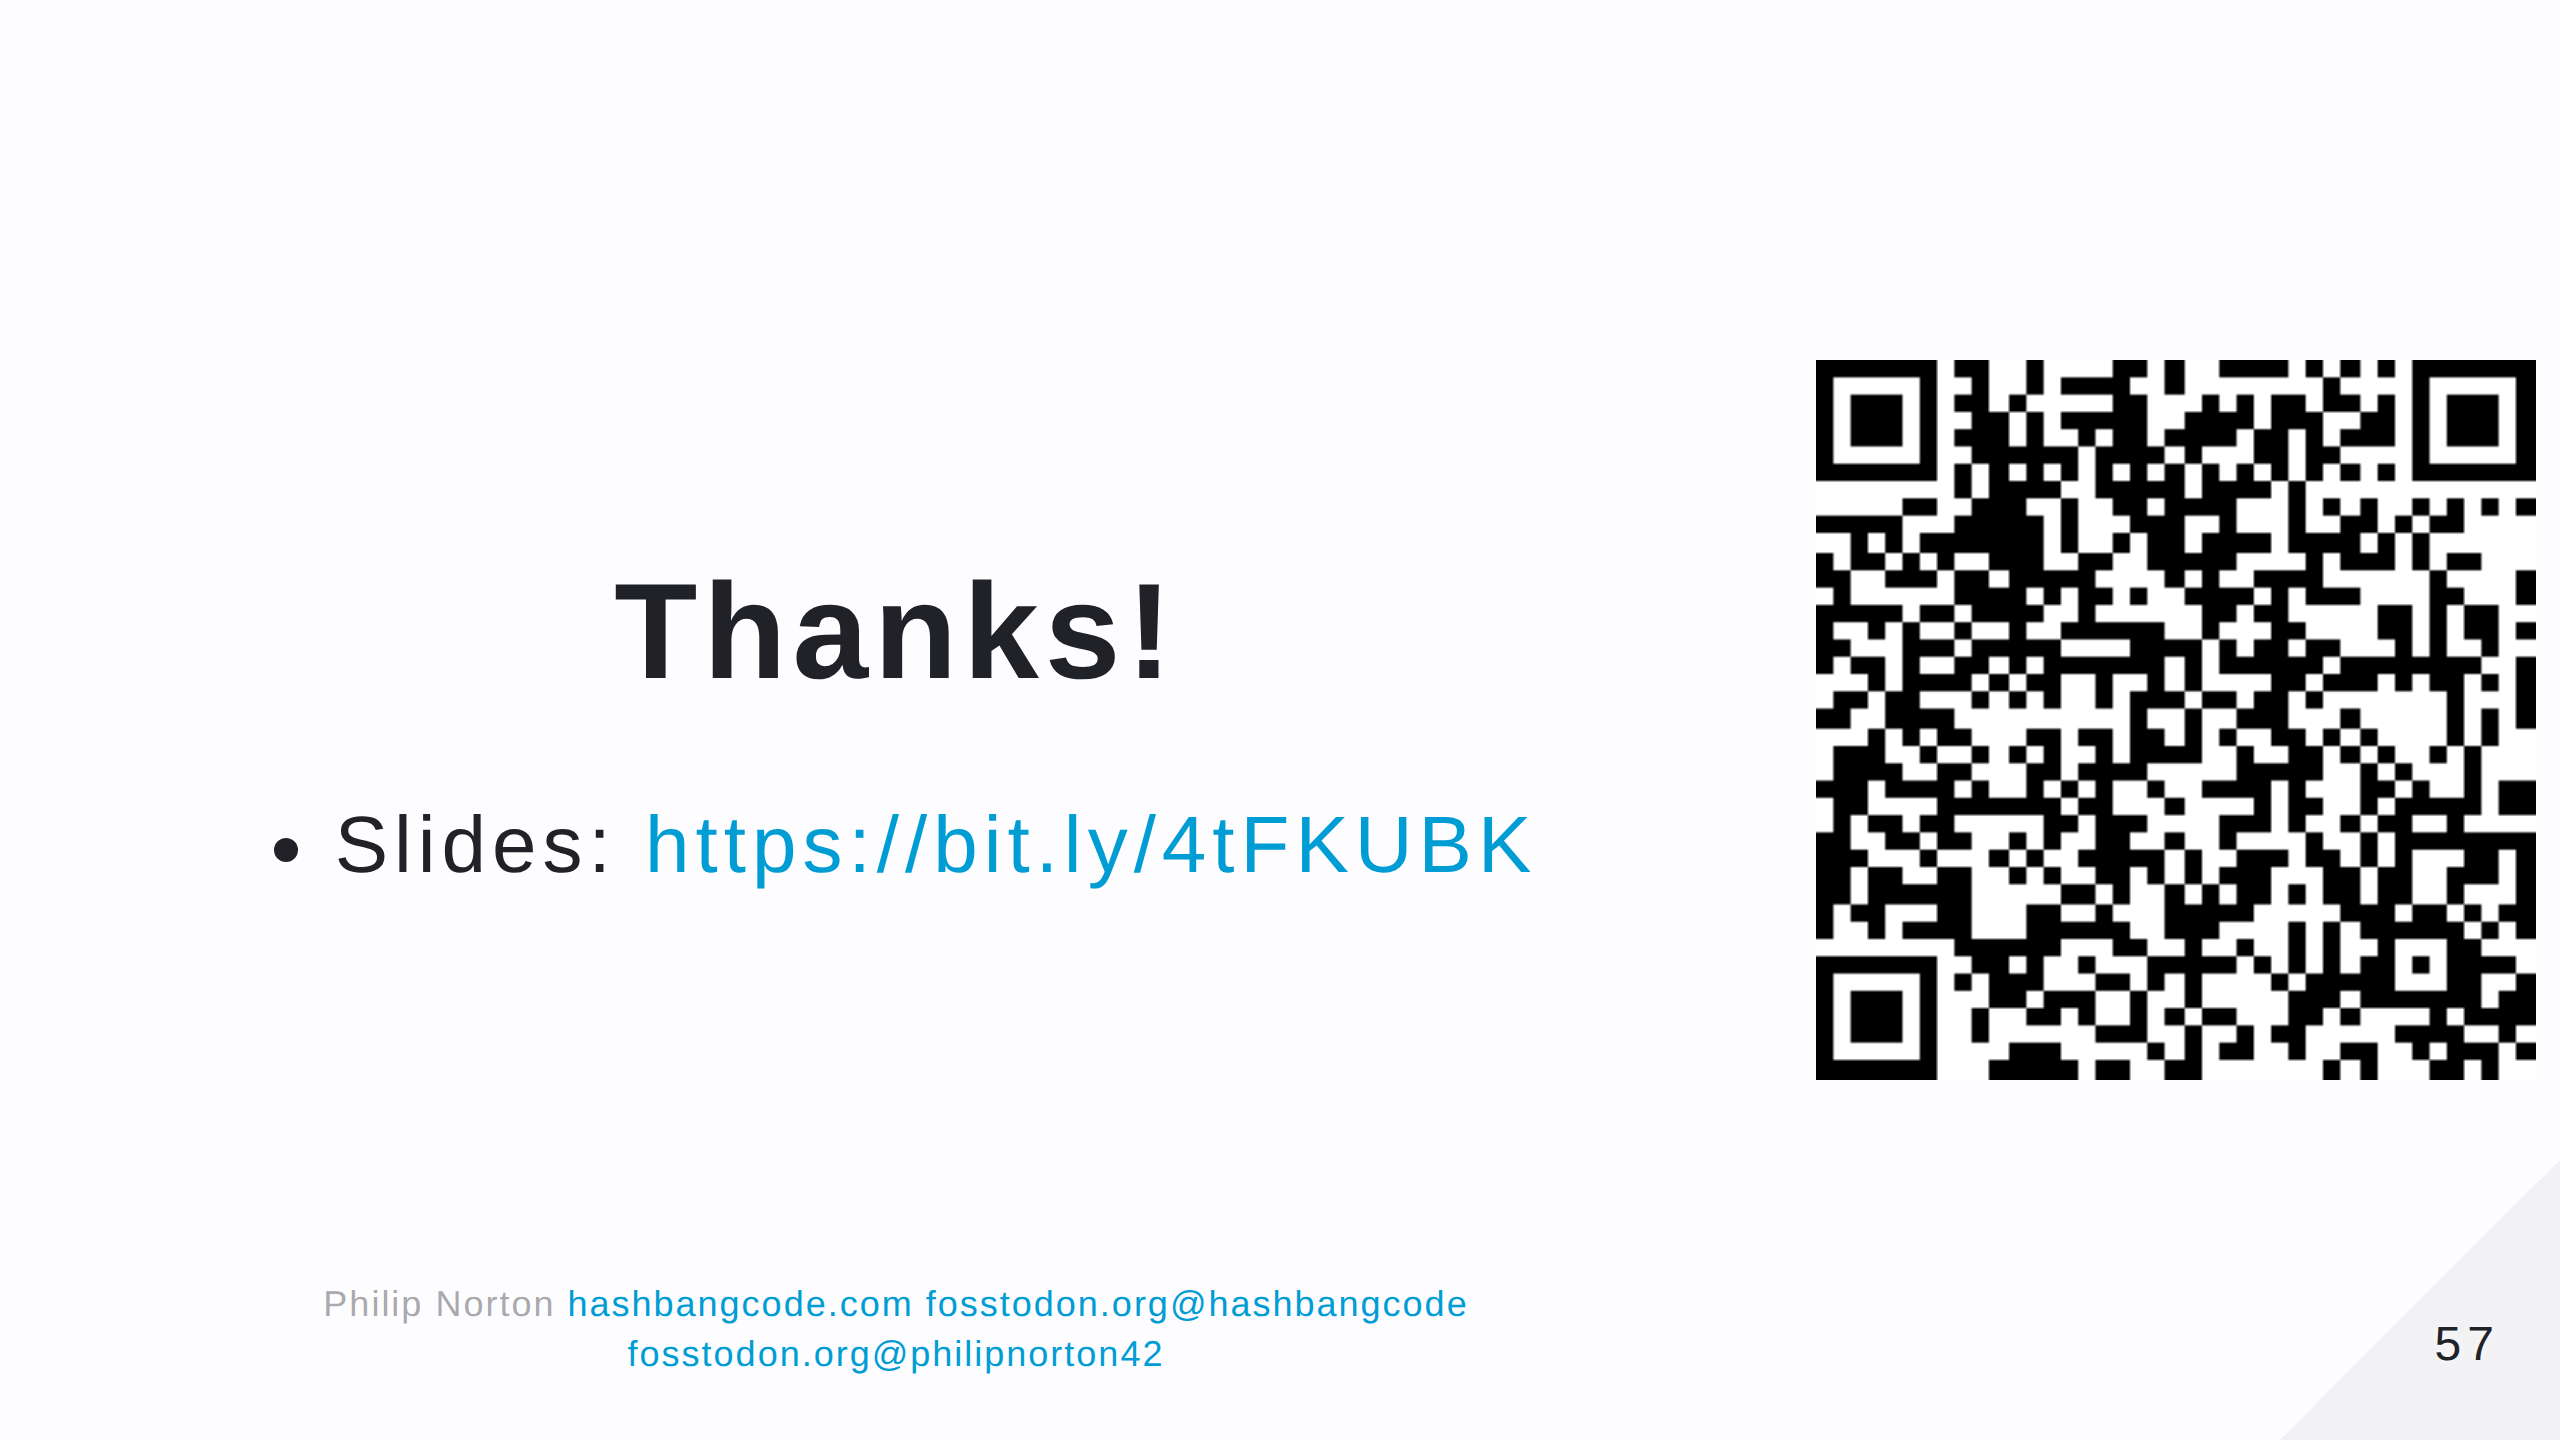 Thanks!
• Slides: https://bit.ly/4tFKUBK
Philip Norton hashbangcode.com fosstodon.org@hashbangcode
fosstodon.org@philipnorton42
57